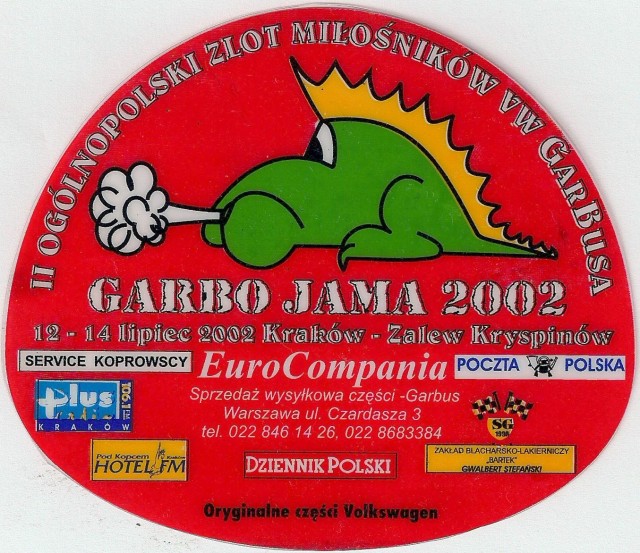 II OGÓLNOPOLSKI ZLOT MIŁOŚNIKÓW VW GARBUSA
GARBO JAMA 2002
12 - 14 lipiec 2002 Kraków - Zalew Kryspinów
SERVICE KOPROWSCY
EuroCompania
POCZTA POLSKA
Sprzedaż wysyłkowa części -Garbus
Warszawa ul. Czardasza 3
tel. 022 846 14 26, 022 8683384
plus
KRAKÓW
SG
1998
ZAKŁAD BLACHARSKO-LAKIERNICZY
„BARTEK"
GWALBERT STEFAŃSKI
Pod Kopcem
HOTEL FM
DZIENNIK POLSKI
Oryginalne części Volkswagen